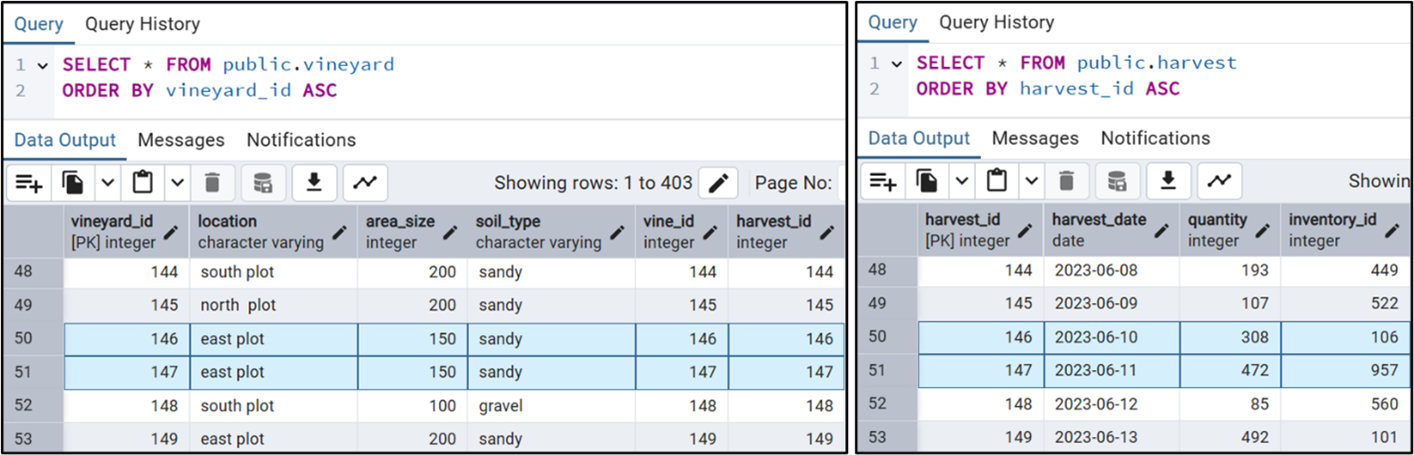 Query Query History
1 SELECT * FROM public.vineyard
2 ORDER BY vineyard_id ASC
Data Output Messages Notifications
Showing rows: 1 to 403 Page No:
vineyard_id location area_size soil_type vine_id harvest_id
[PK] integer character varying integer character varying integer integer
48 144 south plot 200 sandy 144 144
49 145 north  plot 200 sandy 145 145
50 146 east plot 150 sandy 146 146
51 147 east plot 150 sandy 147 147
52 148 south plot 100 gravel 148 148
53 149 east plot 200 sandy 149 149
Query Query History
1 SELECT * FROM public.harvest
2 ORDER BY harvest_id ASC
Data Output Messages Notifications
Showin
harvest_id harvest_date quantity inventory_id
[PK] integer date integer integer
48 144 2023-06-08 193 449
49 145 2023-06-09 107 522
50 146 2023-06-10 308 106
51 147 2023-06-11 472 957
52 148 2023-06-12 85 560
53 149 2023-06-13 492 101